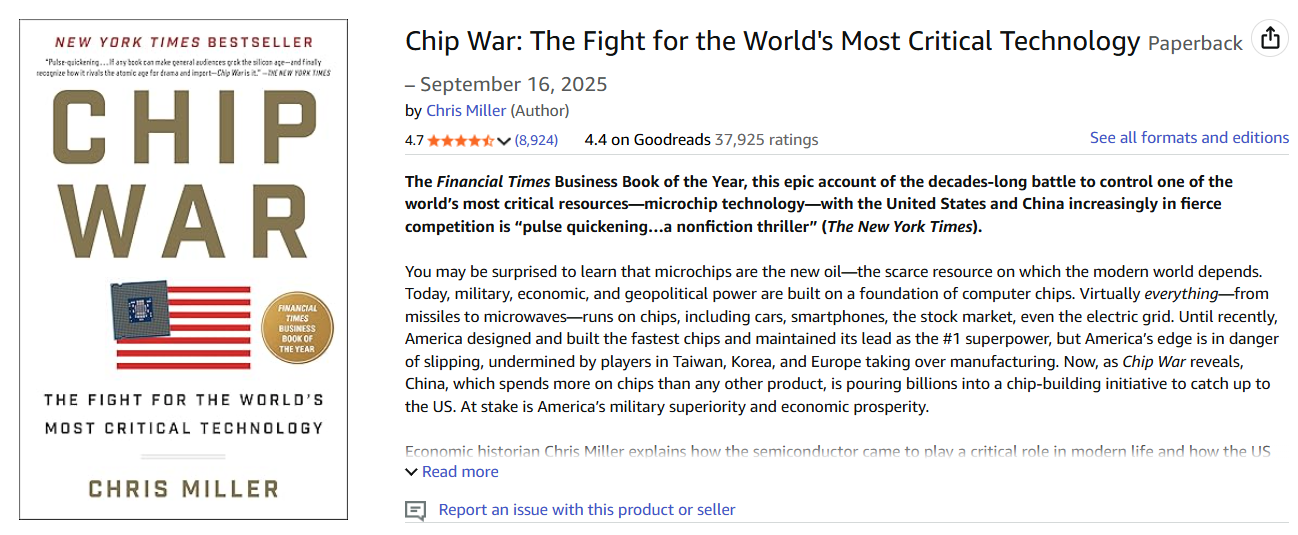 NEW YORK TIMES BESTSELLER
"Pulse-quickening…If any book can make general audiences grok the silicon age—and finally
recognize how it rivals the atomic age for drama and import—Chip War is it." —THE NEW YORK TIMES
CHIP
WAR
FINANCIAL
TIMES
BUSINESS
BOOK OF
THE YEAR
THE FIGHT FOR THE WORLD'S
MOST CRITICAL TECHNOLOGY
CHRIS MILLER
Chip War: The Fight for the World's Most Critical Technology Paperback
– September 16, 2025
by Chris Miller (Author)
4.7 (8,924) 4.4 on Goodreads 37,925 ratings
See all formats and editions
The Financial Times Business Book of the Year, this epic account of the decades-long battle to control one of the
world's most critical resources—microchip technology—with the United States and China increasingly in fierce
competition is "pulse quickening…a nonfiction thriller" (The New York Times).
You may be surprised to learn that microchips are the new oil—the scarce resource on which the modern world depends.
Today, military, economic, and geopolitical power are built on a foundation of computer chips. Virtually everything—from
missiles to microwaves—runs on chips, including cars, smartphones, the stock market, even the electric grid. Until recently,
America designed and built the fastest chips and maintained its lead as the #1 superpower, but America's edge is in danger
of slipping, undermined by players in Taiwan, Korea, and Europe taking over manufacturing. Now, as Chip War reveals,
China, which spends more on chips than any other product, is pouring billions into a chip-building initiative to catch up to
the US. At stake is America's military superiority and economic prosperity.
Economic historian Chris Miller explains how the semiconductor came to play a critical role in modern life and how the US
Read more
Report an issue with this product or seller